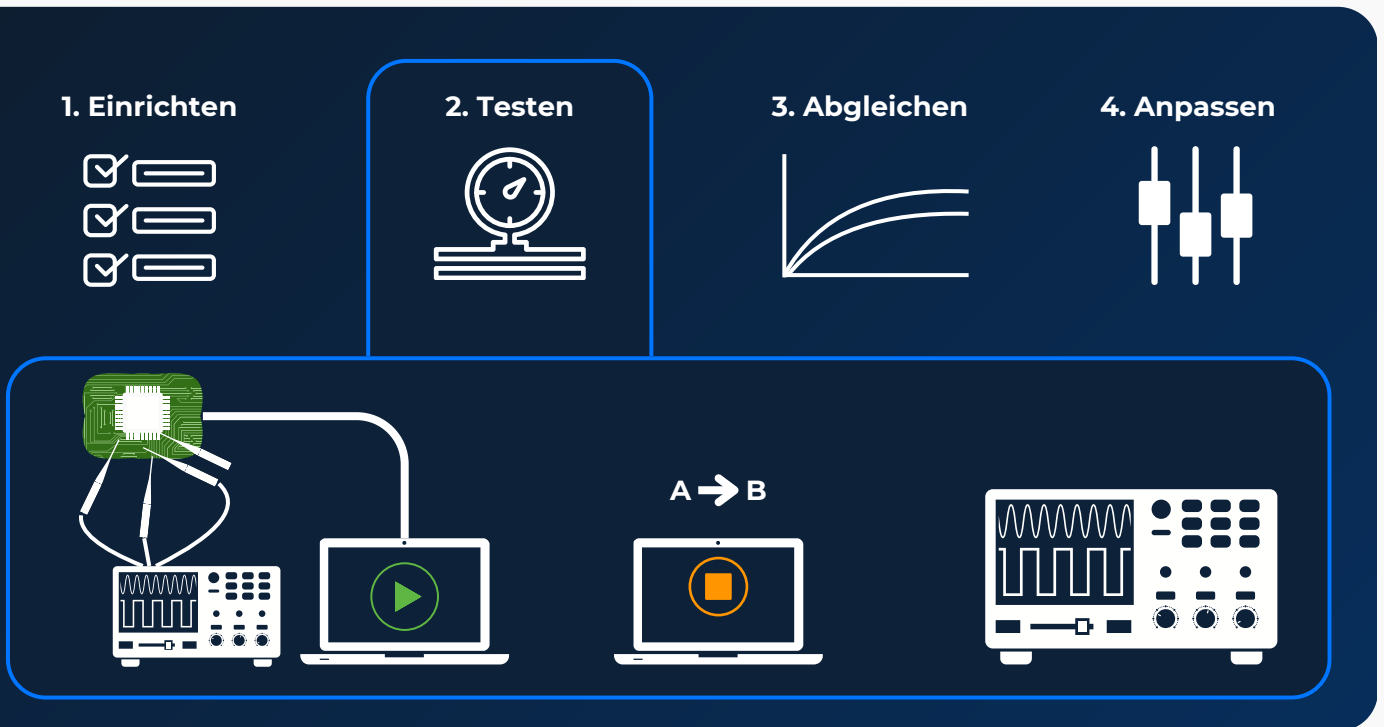 1. Einrichten
2. Testen
3. Abgleichen
4. Anpassen
A → B